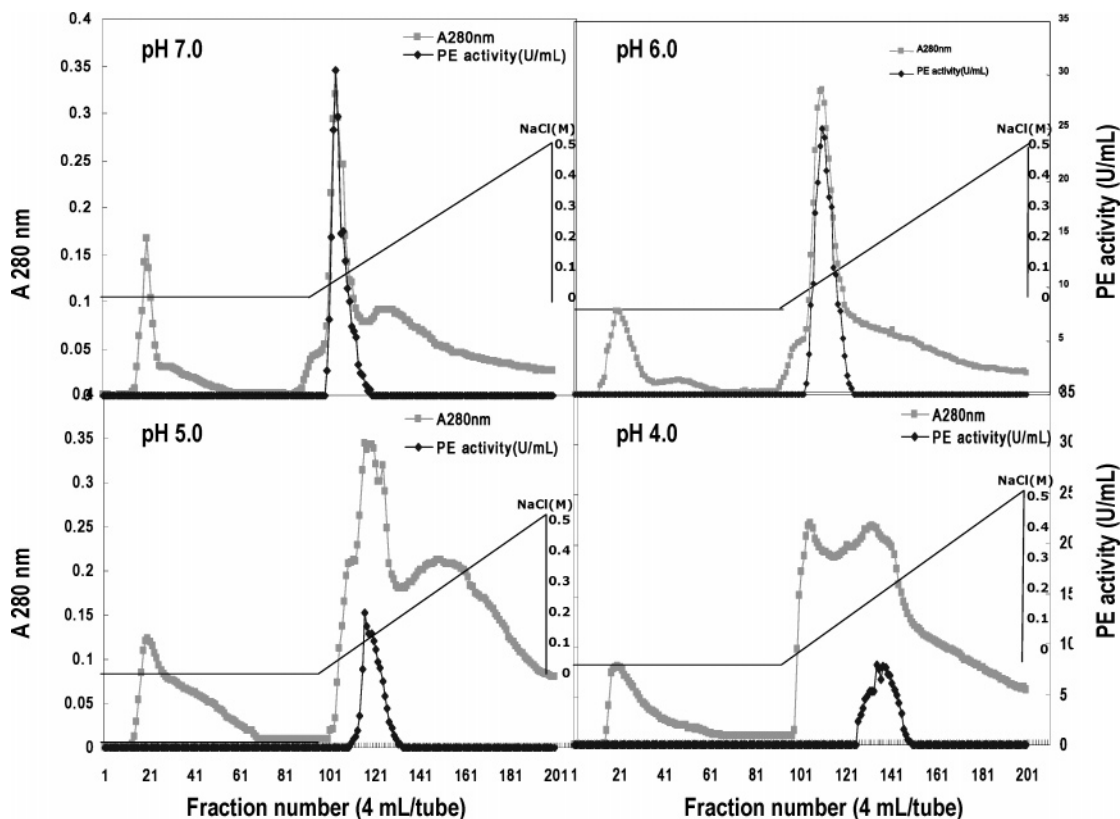 pH 7.0
A280nm
PE activity(U/mL)
0.4
0.35
0.3
0.25
0.2
0.15
0.1
0.05
A 280 nm
NaCl(M)
0.5
0.4
0.3
0.2
0.1
0
pH 6.0
A280nm
PE activity(U/mL)
NaCl(M)
0.5
0.4
0.3
0.2
0.1
0
35
30
25
20
15
10
5
PE activity (U/mL)
pH 5.0
A280nm
PE activity(U/mL)
0.35
0.3
0.25
0.2
0.15
0.1
0.05
0
A 280 nm
NaCl(M)
0.5
0.4
0.3
0.2
0.1
0
1 21 41 61 81 101 121 141 161 181 201
Fraction number (4 mL/tube)
pH 4.0
A280nm
PE activity(U/mL)
NaCl(M)
0.5
0.4
0.3
0.2
0.1
0
35
30
25
20
15
10
5
0
PE activity (U/mL)
1 21 41 61 81 101 121 141 161 181 201
Fraction number (4 mL/tube)